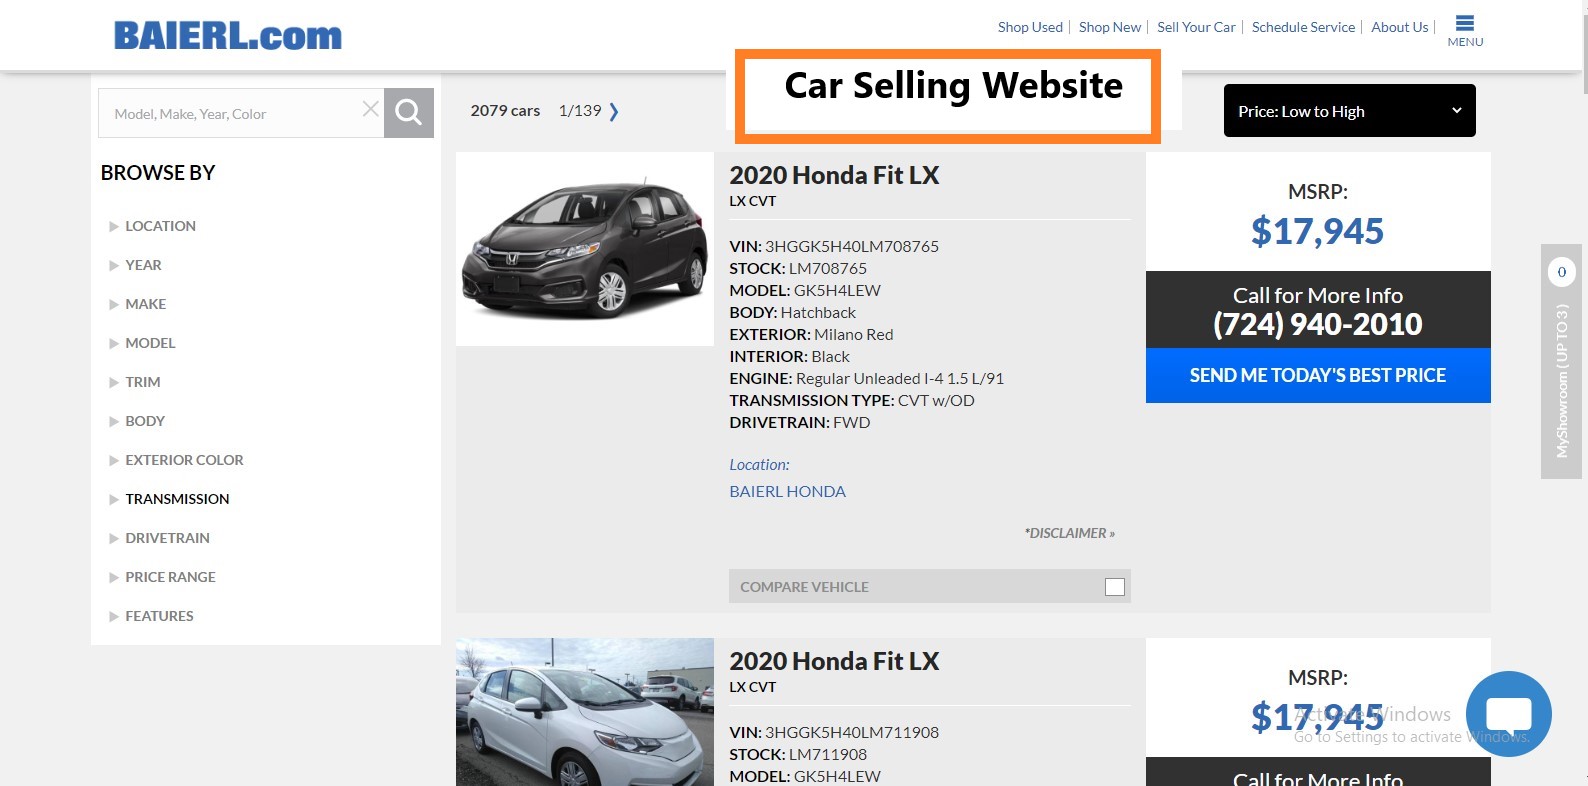 BAIERL.com
Shop Used
Shop New
Sell Your Car
Schedule Service
About Us
MENU
Car Selling Website
Model, Make, Year, Color
2079 cars 1/139
Price: Low to High
BROWSE BY
LOCATION
YEAR
MAKE
MODEL
TRIM
BODY
EXTERIOR COLOR
TRANSMISSION
DRIVETRAIN
PRICE RANGE
FEATURES
2020 Honda Fit LX
LX CVT
VIN: 3HGGK5H40LM708765
STOCK: LM708765
MODEL: GK5H4LEW
BODY: Hatchback
EXTERIOR: Milano Red
INTERIOR: Black
ENGINE: Regular Unleaded I-4 1.5 L/91
TRANSMISSION TYPE: CVT w/OD
DRIVETRAIN: FWD
Location:
BAIERL HONDA
*DISCLAIMER »
COMPARE VEHICLE
MSRP:
$17,945
Call for More Info
(724) 940-2010
SEND ME TODAY'S BEST PRICE
0
MyShowroom ( UP TO 3 )
2020 Honda Fit LX
LX CVT
VIN: 3HGGK5H40LM711908
STOCK: LM711908
MODEL: GK5H4LEW
MSRP:
$17,945
Call for More Info
Activate Windows
Go to Settings to activate Windows.